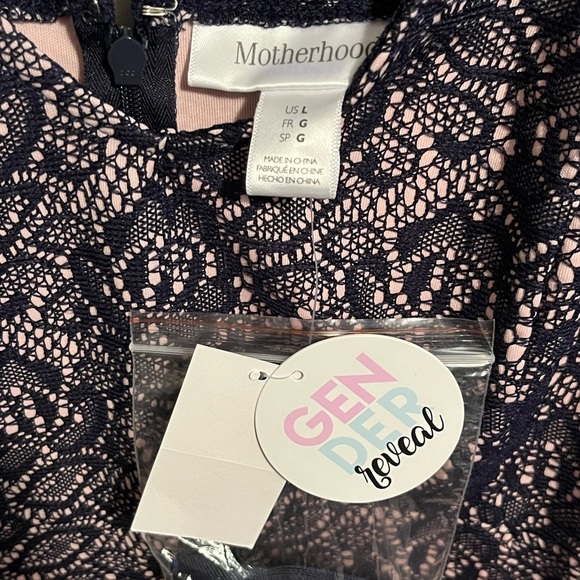 Motherhood
US L
FR G
SP G
MADE IN CHINA
FABRIQUÉ EN CHINE
HECHO EN CHINA
GEN
DER
reveal